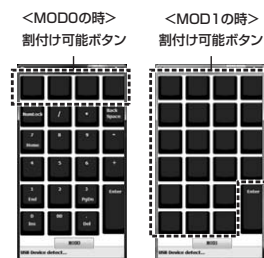 <MOD0の時>
割付け可能ボタン
<MOD1の時>
割付け可能ボタン
NumLock / * Back Space
7 Home 8 9 -
4 5 6 +
1 End 2 3 PgDn Enter
0 Ins 00 . Del
MOD
USB Device detect...
Enter
MOD
USB Device detect...